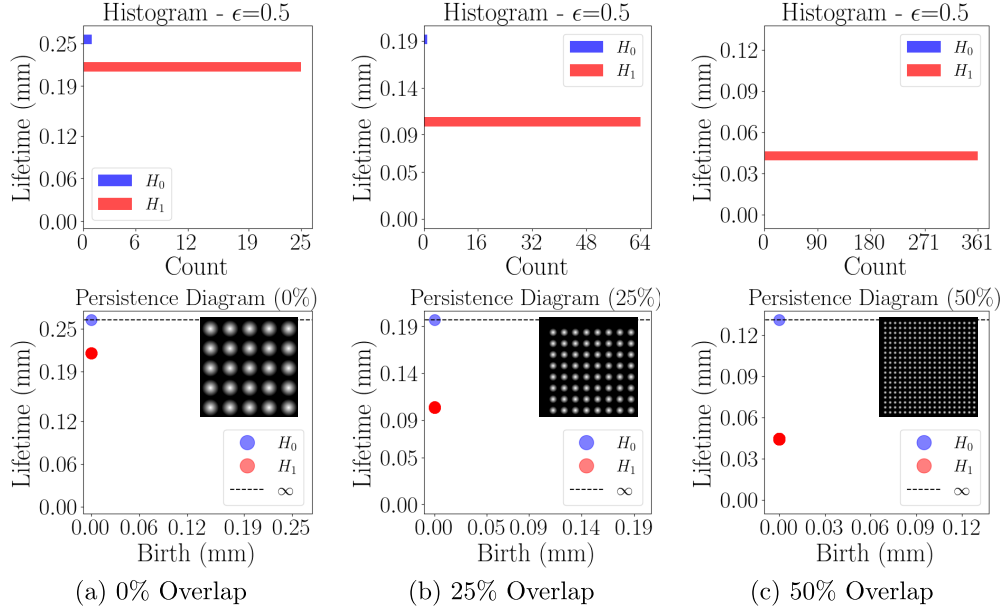 Histogram - ϵ=0.5
Lifetime (mm)
0.25
0.19
0.12
0.06
0.00
H₀
H₁
0 6 12 19 25
Count
Histogram - ϵ=0.5
Lifetime (mm)
0.19
0.14
0.09
0.05
0.00
H₀
H₁
0 16 32 48 64
Count
Histogram - ϵ=0.5
Lifetime (mm)
0.12
0.09
0.06
0.03
0.00
H₀
H₁
0 90 180 271 361
Count
Persistence Diagram (0%)
Lifetime (mm)
0.25
0.19
0.12
0.06
0.00
H₀
H₁
∞
0.00 0.06 0.12 0.19 0.25
Birth (mm)
(a) 0% Overlap
Persistence Diagram (25%)
Lifetime (mm)
0.19
0.14
0.09
0.05
0.00
H₀
H₁
∞
0.00 0.05 0.09 0.14 0.19
Birth (mm)
(b) 25% Overlap
Persistence Diagram (50%)
Lifetime (mm)
0.12
0.09
0.06
0.03
0.00
H₀
H₁
∞
0.00 0.03 0.06 0.09 0.12
Birth (mm)
(c) 50% Overlap